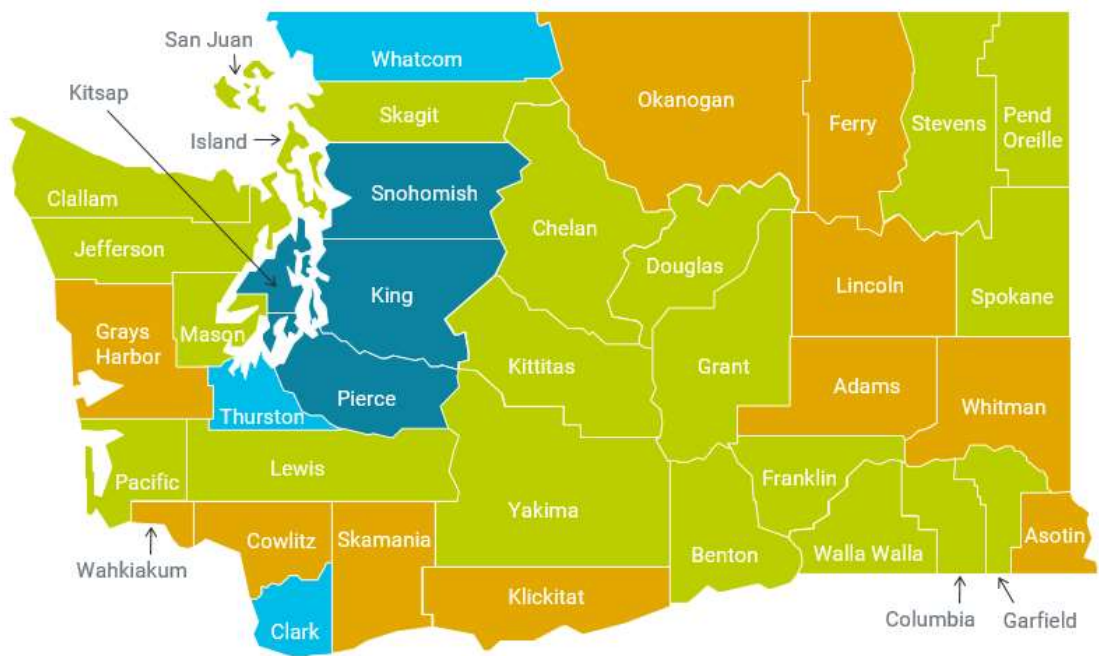 San Juan
Whatcom
Kitsap
Okanogan
Ferry
Stevens
Pend
Oreille
Skagit
Island
Snohomish
Clallam
Chelan
Jefferson
Douglas
King
Lincoln
Spokane
Mason
Grays
Harbor
Kittitas
Grant
Adams
Pierce
Whitman
Thurston
Lewis
Pacific
Franklin
Yakima
Cowlitz
Skamania
Asotin
Benton
Walla Walla
Wahkiakum
Klickitat
Columbia
Garfield
Clark